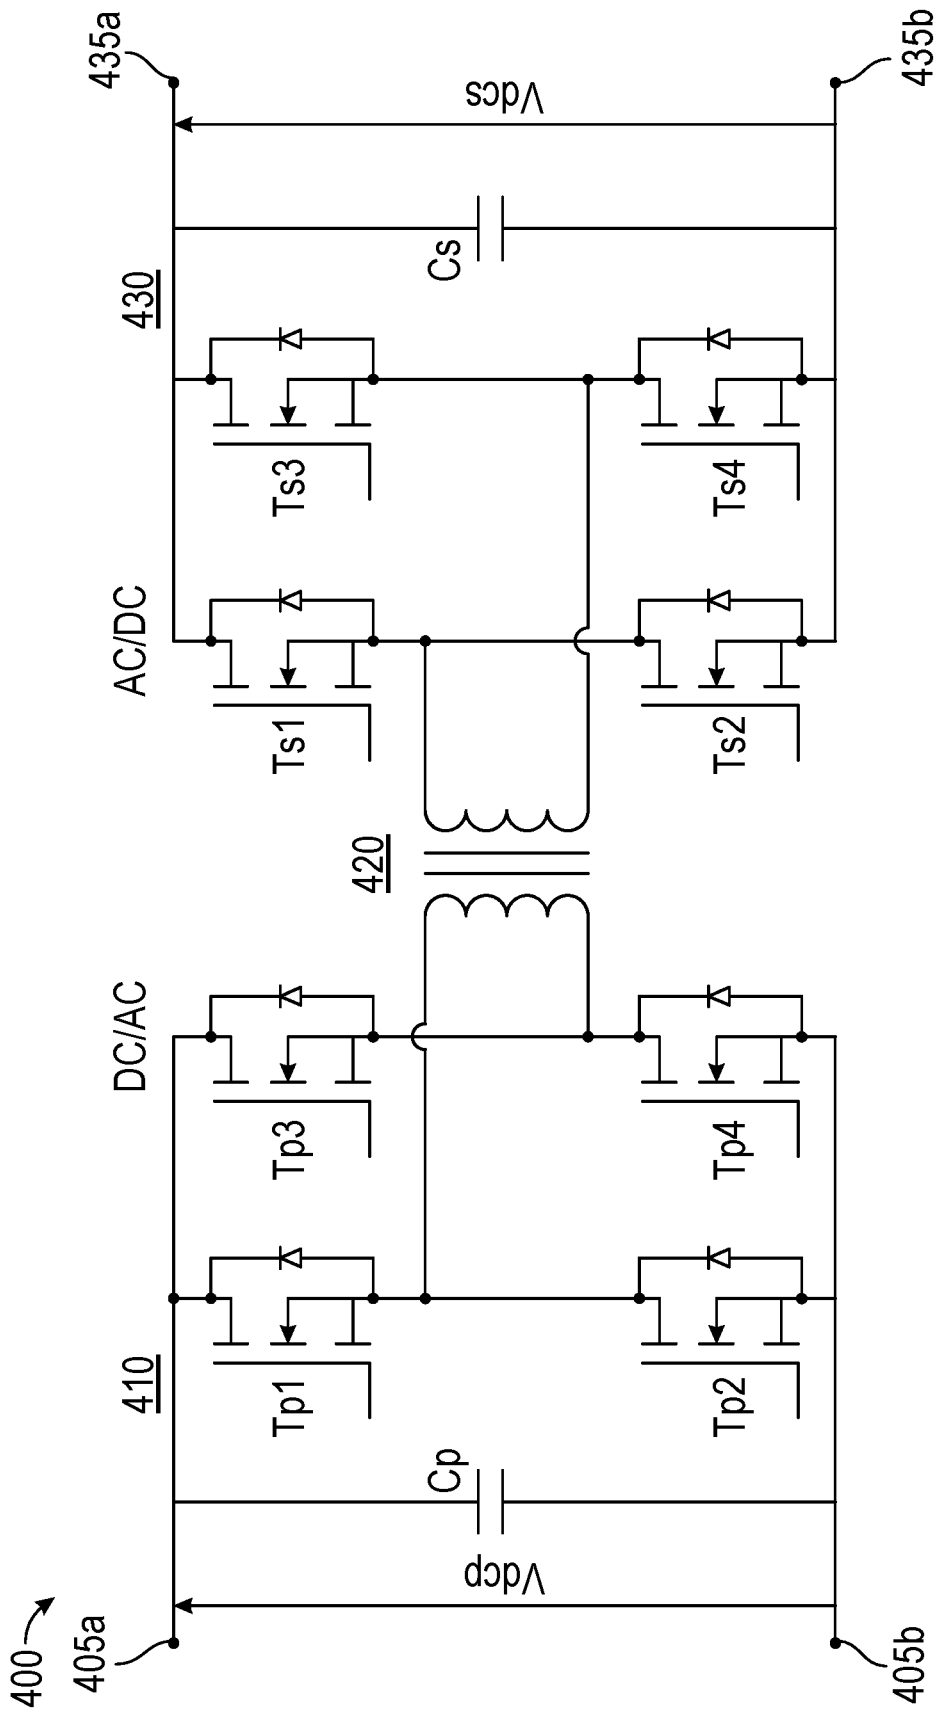 400
405a
405b
Vdcp
Cp
410
Tp1
Tp2
DC/AC
Tp3
Tp4
420
AC/DC
Ts1
Ts2
430
Ts3
Ts4
Cs
Vdcs
435a
435b